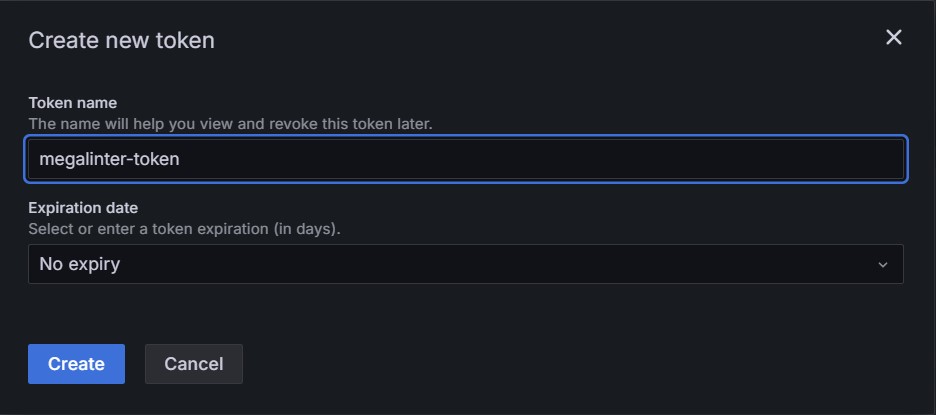 Create new token
Token name
The name will help you view and revoke this token later.
megalinter-token
Expiration date
Select or enter a token expiration (in days).
No expiry
Create
Cancel